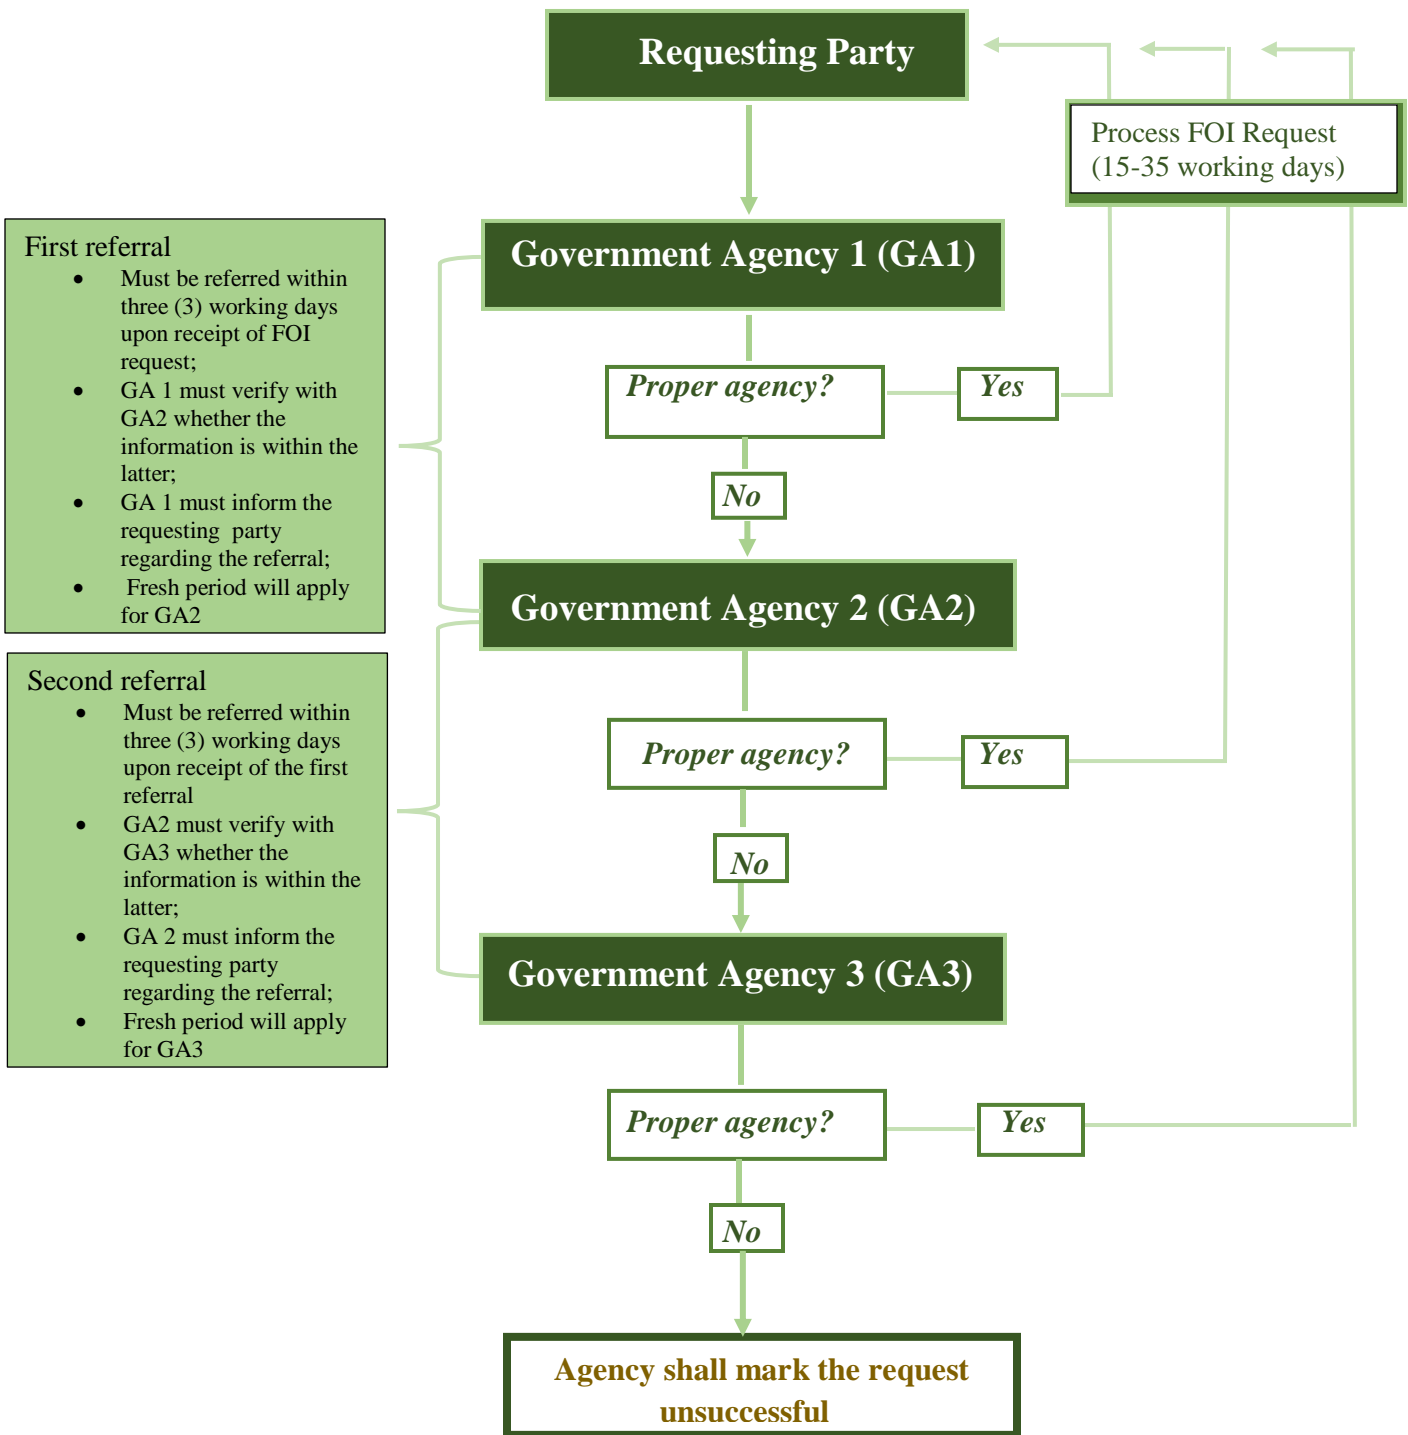 Requesting Party
Process FOI Request
(15-35 working days)
Government Agency 1 (GA1)
First referral
• Must be referred within
three (3) working days
upon receipt of FOI
request;
• GA 1 must verify with
GA2 whether the
information is within the
latter;
• GA 1 must inform the
requesting party
regarding the referral;
• Fresh period will apply
for GA2
Proper agency?
Yes
No
Government Agency 2 (GA2)
Second referral
• Must be referred within
three (3) working days
upon receipt of the first
referral
• GA2 must verify with
GA3 whether the
information is within the
latter;
• GA 2 must inform the
requesting party
regarding the referral;
• Fresh period will apply
for GA3
Proper agency?
Yes
No
Government Agency 3 (GA3)
Proper agency?
Yes
No
Agency shall mark the request
unsuccessful